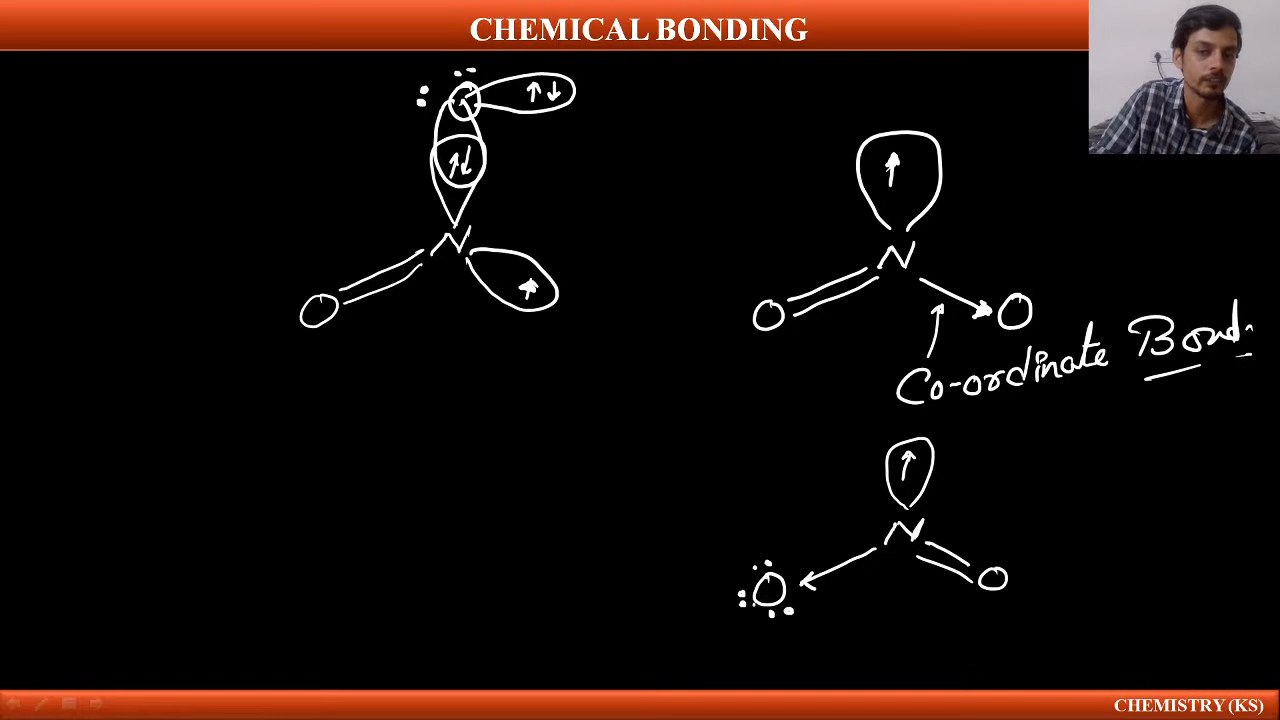 CHEMICAL BONDING
N
O
O
N
O
O
Co-ordinate Bond.
N
O
O
CHEMISTRY (KS)